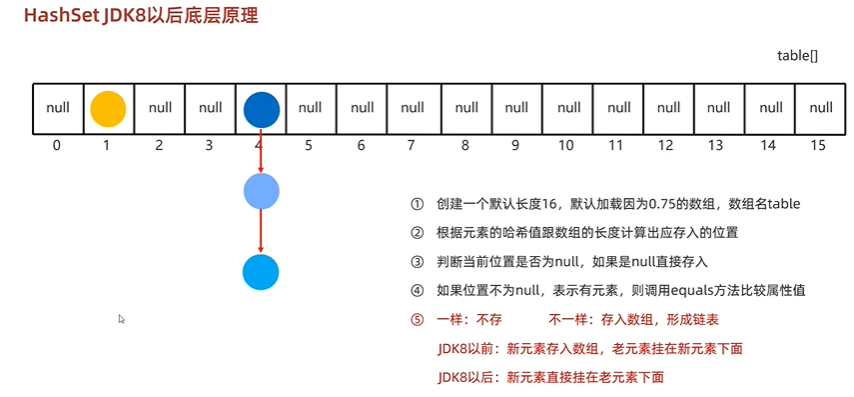 HashSet JDK8以后底层原理
table[]
null null null null null null null null null null null null null null
0 1 2 3 4 5 6 7 8 9 10 11 12 13 14 15
① 创建一个默认长度16，默认加载因为0.75的数组，数组名table
② 根据元素的哈希值跟数组的长度计算出应存入的位置
③ 判断当前位置是否为null，如果是null直接存入
④ 如果位置不为null，表示有元素，则调用equals方法比较属性值
⑤ 一样：不存 不一样：存入数组，形成链表
JDK8以前：新元素存入数组，老元素挂在新元素下面
JDK8以后：新元素直接挂在老元素下面